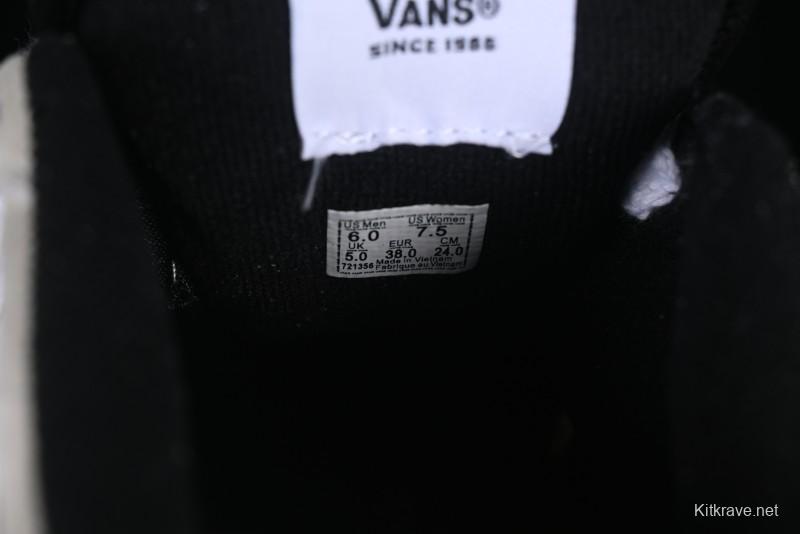 VANS®
SINCE 1966
US Men US Women
6.0 7.5
UK EUR CM
5.0 38.0 24.0
721356 Made in Vietnam
Fabrique au Vietnam
Kitkrave.net